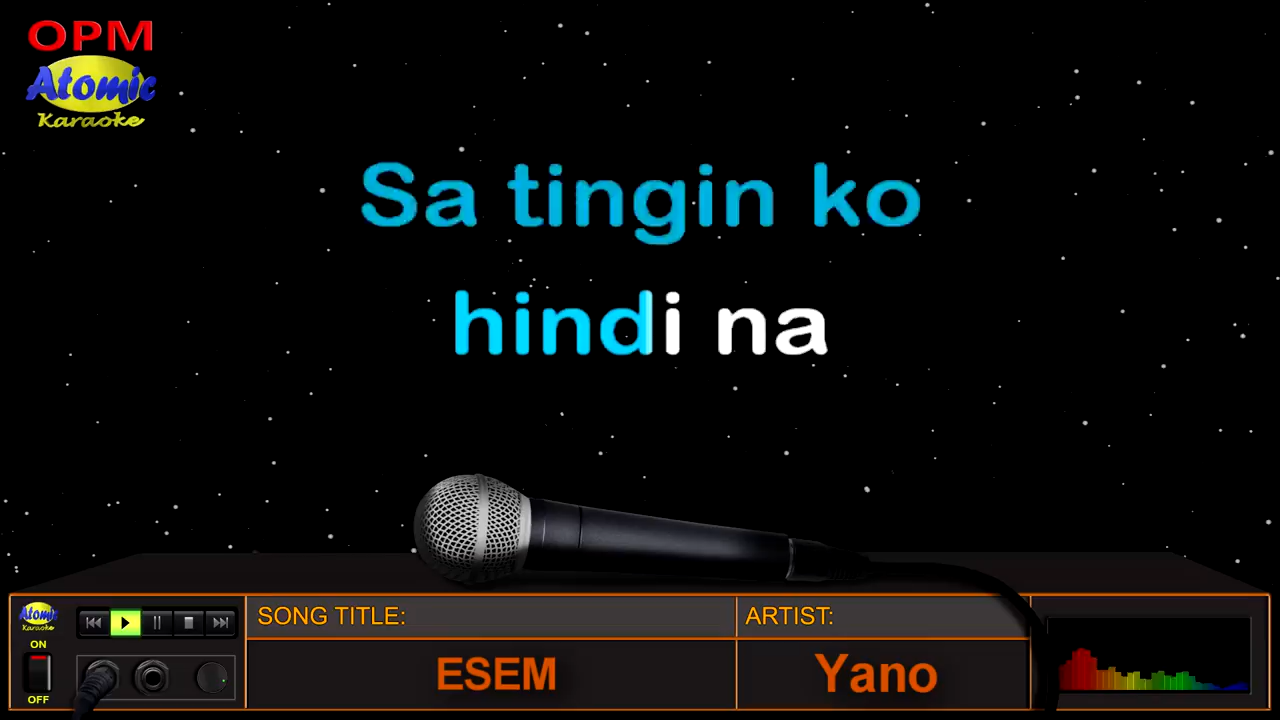 OPM
Atomic
Karaoke
Sa tingin ko
hindi na
Atomic
Karaoke
ON
OFF
SONG TITLE:
ESEM
ARTIST:
Yano